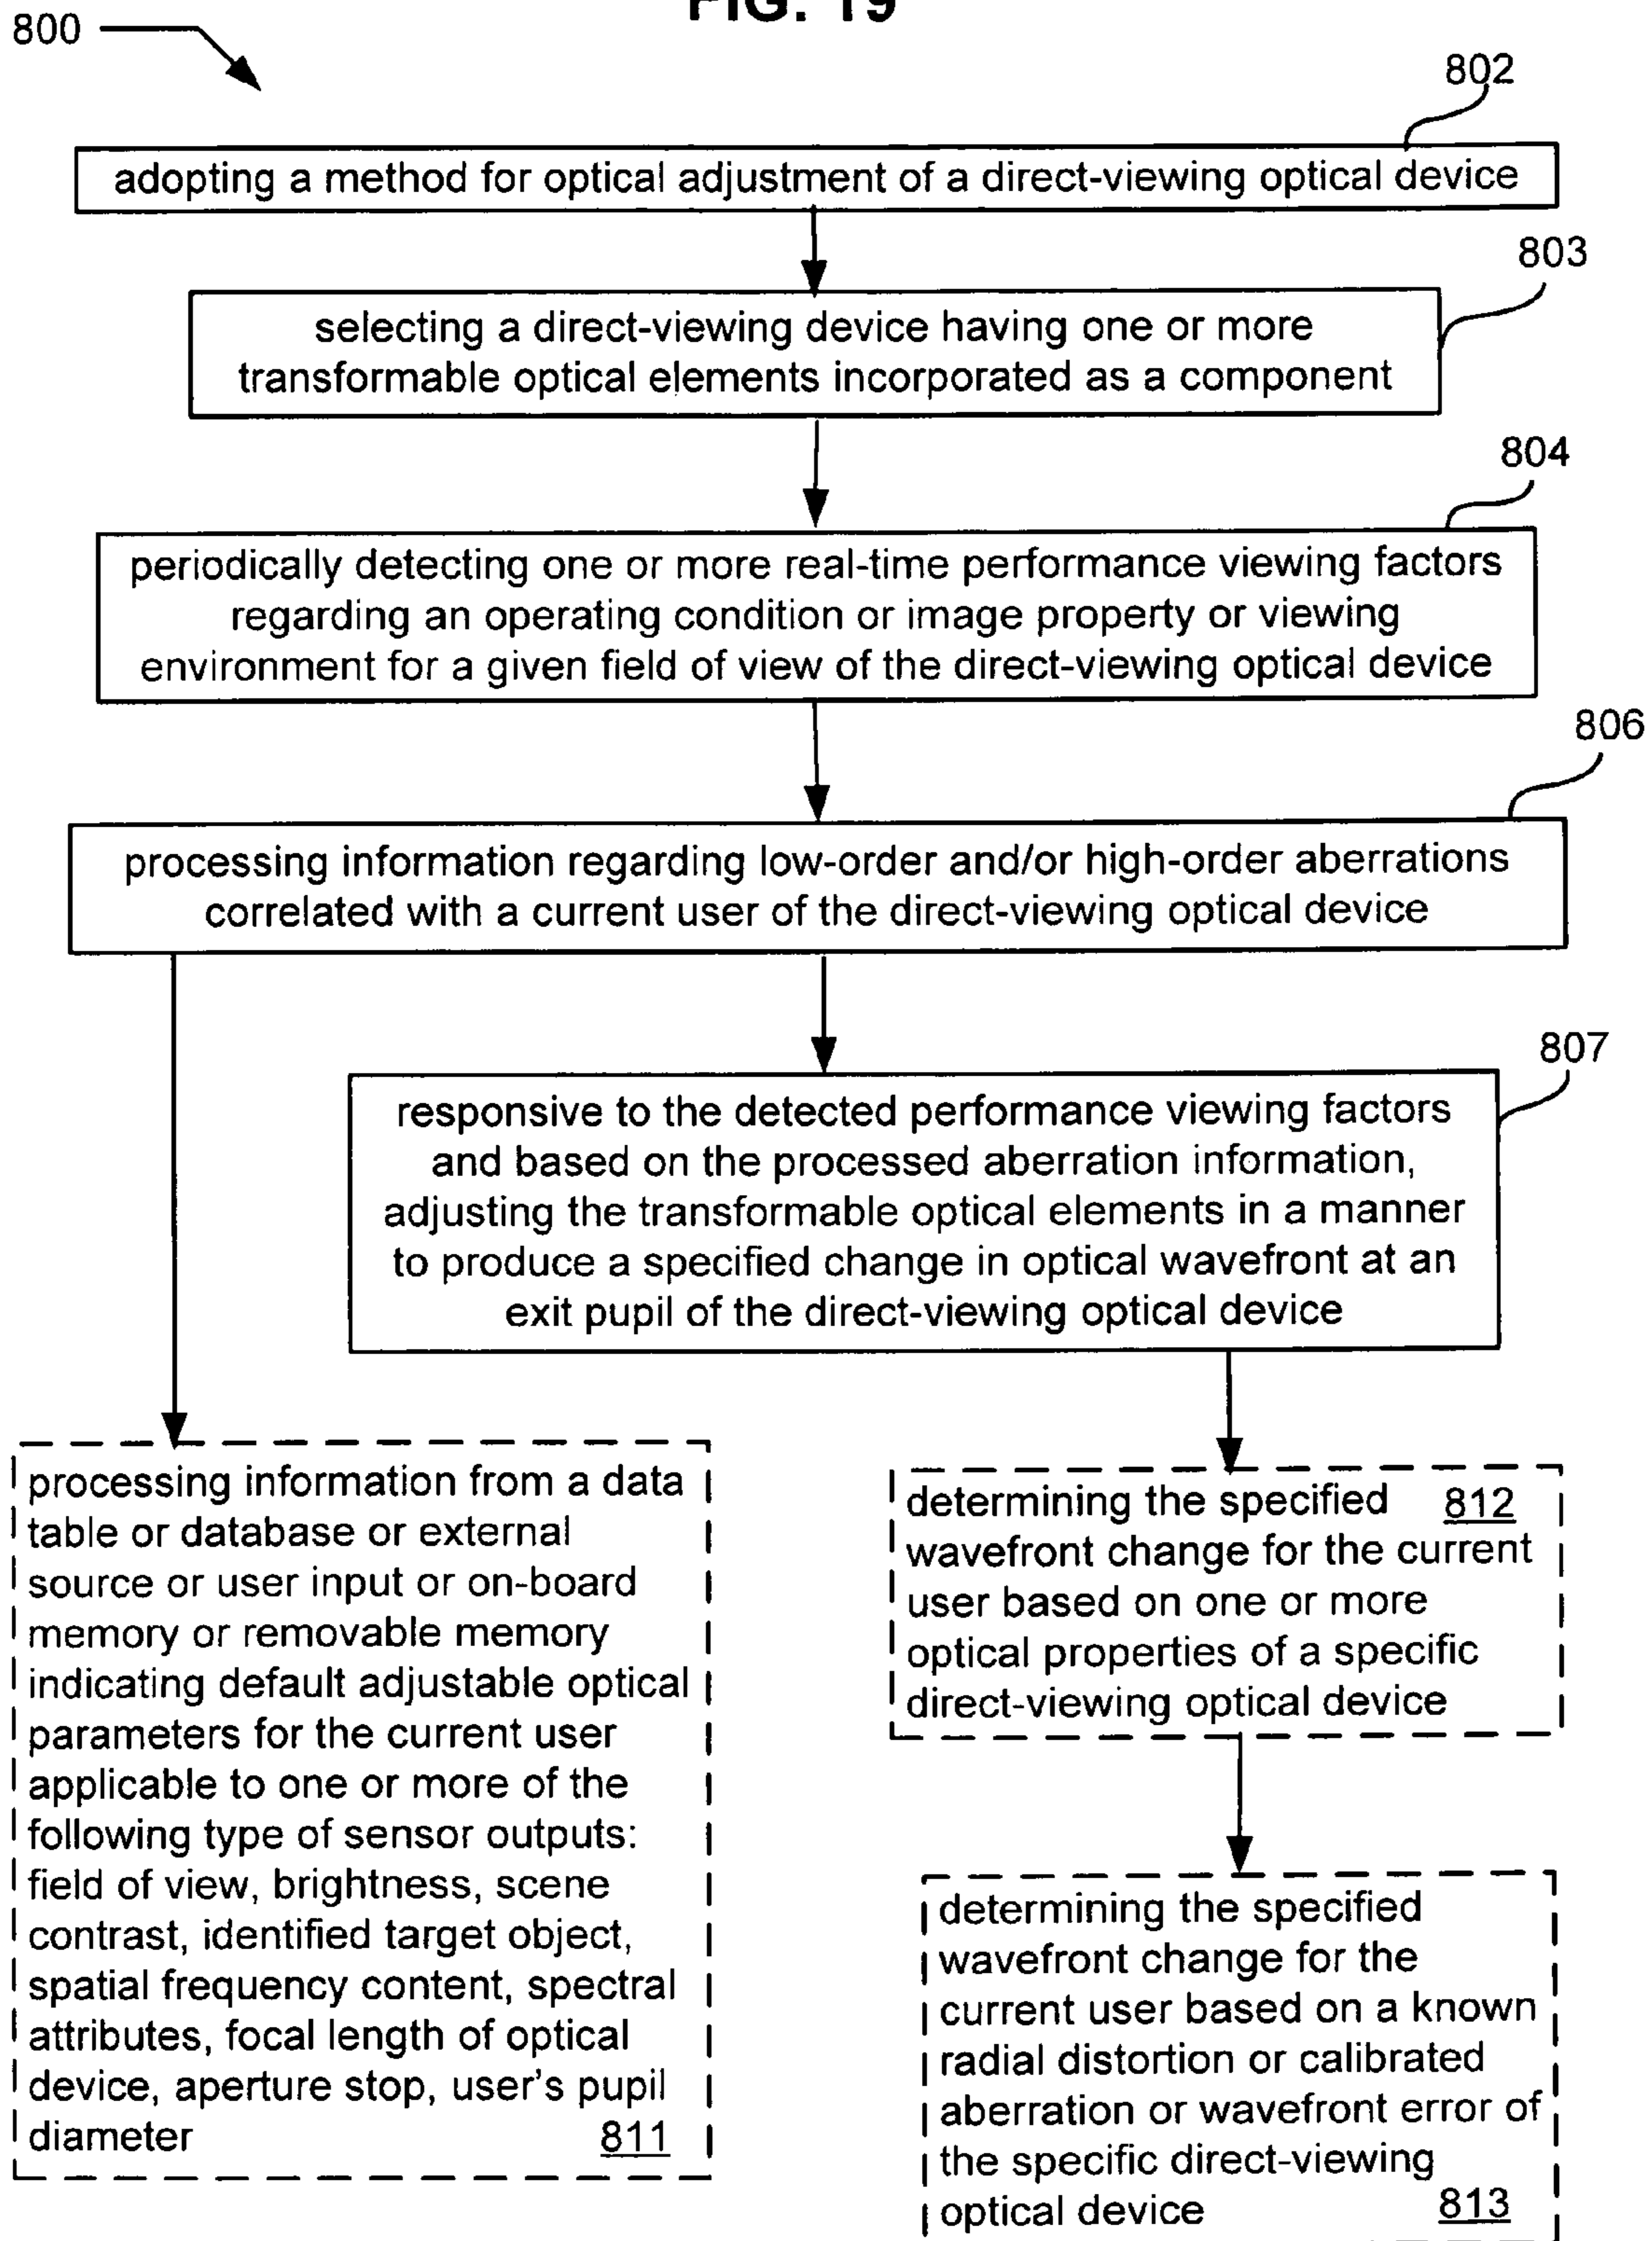 FIG. 19
800
802
adopting a method for optical adjustment of a direct-viewing optical device
803
selecting a direct-viewing device having one or more
transformable optical elements incorporated as a component
804
periodically detecting one or more real-time performance viewing factors
regarding an operating condition or image property or viewing
environment for a given field of view of the direct-viewing optical device
806
processing information regarding low-order and/or high-order aberrations
correlated with a current user of the direct-viewing optical device
807
responsive to the detected performance viewing factors
and based on the processed aberration information,
adjusting the transformable optical elements in a manner
to produce a specified change in optical wavefront at an
exit pupil of the direct-viewing optical device
processing information from a data
table or database or external
source or user input or on-board
memory or removable memory
indicating default adjustable optical
parameters for the current user
applicable to one or more of the
following type of sensor outputs:
field of view, brightness, scene
contrast, identified target object,
spatial frequency content, spectral
attributes, focal length of optical
device, aperture stop, user's pupil
diameter 811
determining the specified 812
wavefront change for the current
user based on one or more
optical properties of a specific
direct-viewing optical device
determining the specified
wavefront change for the
current user based on a known
radial distortion or calibrated
aberration or wavefront error of
the specific direct-viewing
optical device 813